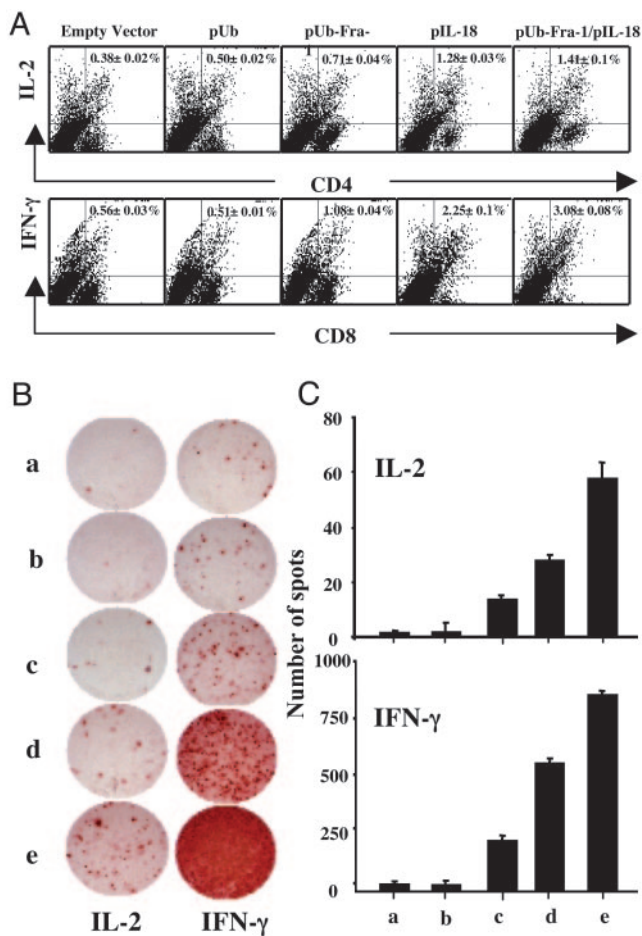 A
Empty Vector pUb pUb-Fra- pIL-18 pUb-Fra-1/pIL-18
IL-2
0.38± 0.02% 0.50± 0.02% 0.71± 0.04% 1.28± 0.03% 1.41± 0.1%
CD4
IFN-γ
0.56± 0.03% 0.51± 0.01% 1.08± 0.04% 2.25± 0.1% 3.08± 0.08%
CD8
B
a
b
c
d
e
IL-2 IFN-γ
C
Number of spots
80
60
40
20
0
IL-2
1000
750
500
250
0
IFN-γ
a b c d e